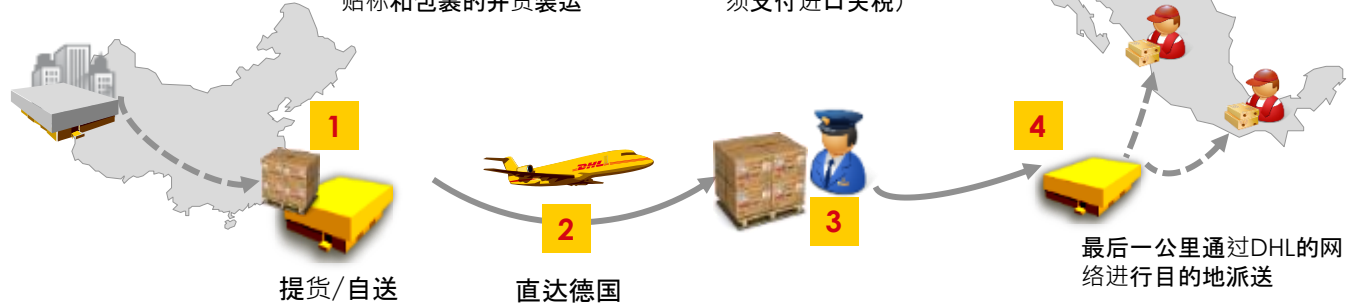 贴标和包裹的并货装运
须支付进口关税）
1
DHL
2
3
4
提货/自送
直达德国
最后一公里通过DHL的网
络进行目的地派送